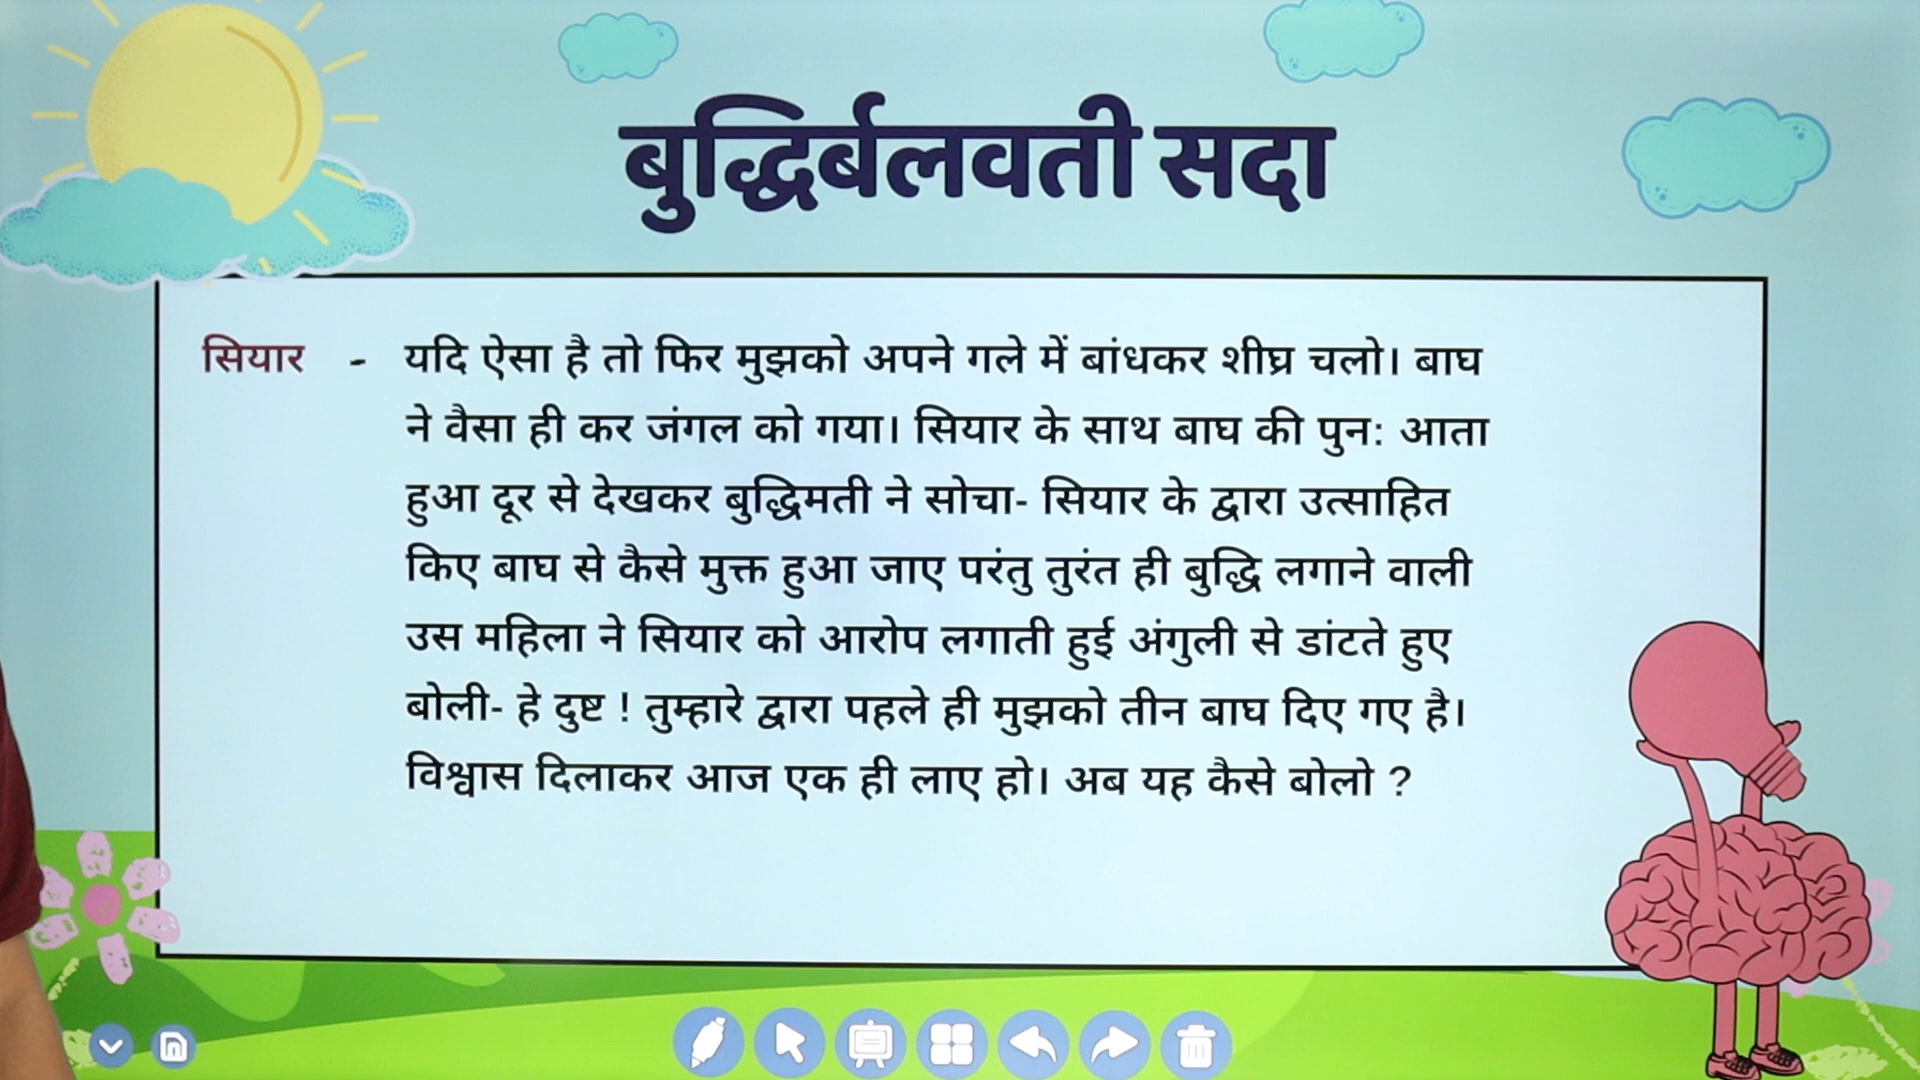 बुद्धिर्बलवती सदा
सियार - यदि ऐसा है तो फिर मुझको अपने गले में बांधकर शीघ्र चलो। बाघ
ने वैसा ही कर जंगल को गया। सियार के साथ बाघ की पुन: आता
हुआ दूर से देखकर बुद्धिमती ने सोचा- सियार के द्वारा उत्साहित
किए बाघ से कैसे मुक्त हुआ जाए परंतु तुरंत ही बुद्धि लगाने वाली
उस महिला ने सियार को आरोप लगाती हुई अंगुली से डांटते हुए
बोली- हे दुष्ट ! तुम्हारे द्वारा पहले ही मुझको तीन बाघ दिए गए है।
विश्वास दिलाकर आज एक ही लाए हो। अब यह कैसे बोलो ?